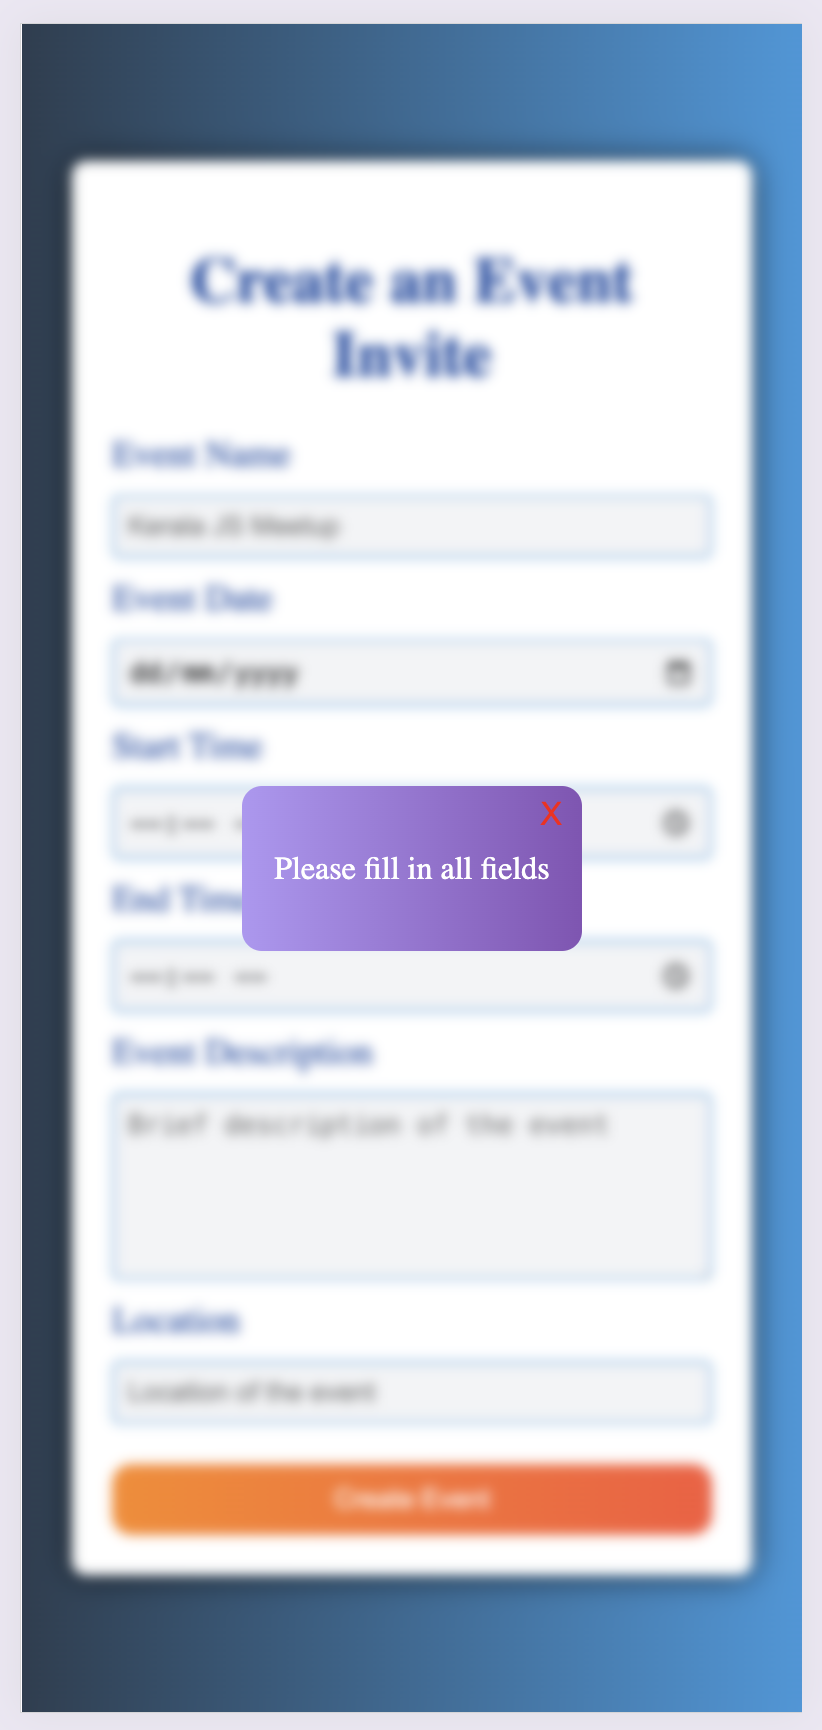 Create an Event
Invite
Event Name
Kerala JS Meetup
Event Date
dd/mm/yyyy
Start Time
--:-- -
X
Please fill in all fields
End Time
--:-- --
Event Description
Brief description of the event
Location
Location of the event
Create Event